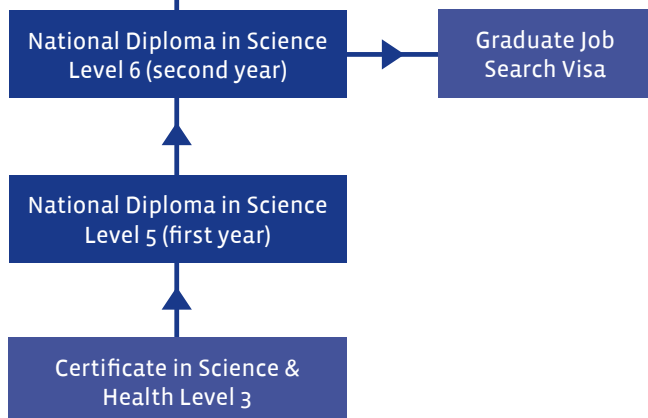 National Diploma in Science
Level 6 (second year)
Graduate Job
Search Visa
National Diploma in Science
Level 5 (first year)
Certificate in Science &
Health Level 3